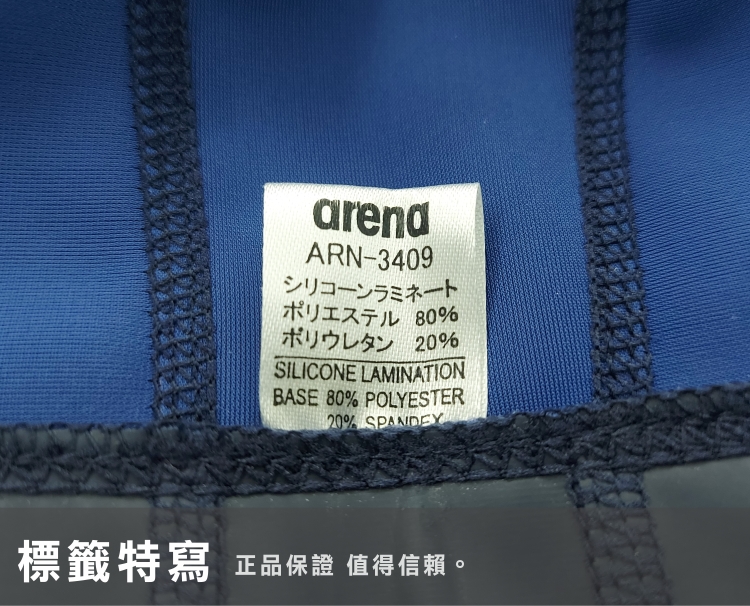 arena
ARN-3409
シリコーンラミネート
ポリエステル 80%
ポリウレタン 20%
SILICONE LAMINATION
BASE 80% POLYESTER
20% SPANDEX
標籤特寫 正品保證 值得信賴。